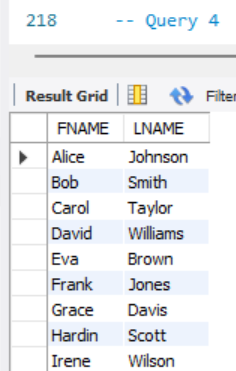 218 -- Query 4
Result Grid Filter
FNAME LNAME
Alice Johnson
Bob Smith
Carol Taylor
David Williams
Eva Brown
Frank Jones
Grace Davis
Hardin Scott
Irene Wilson